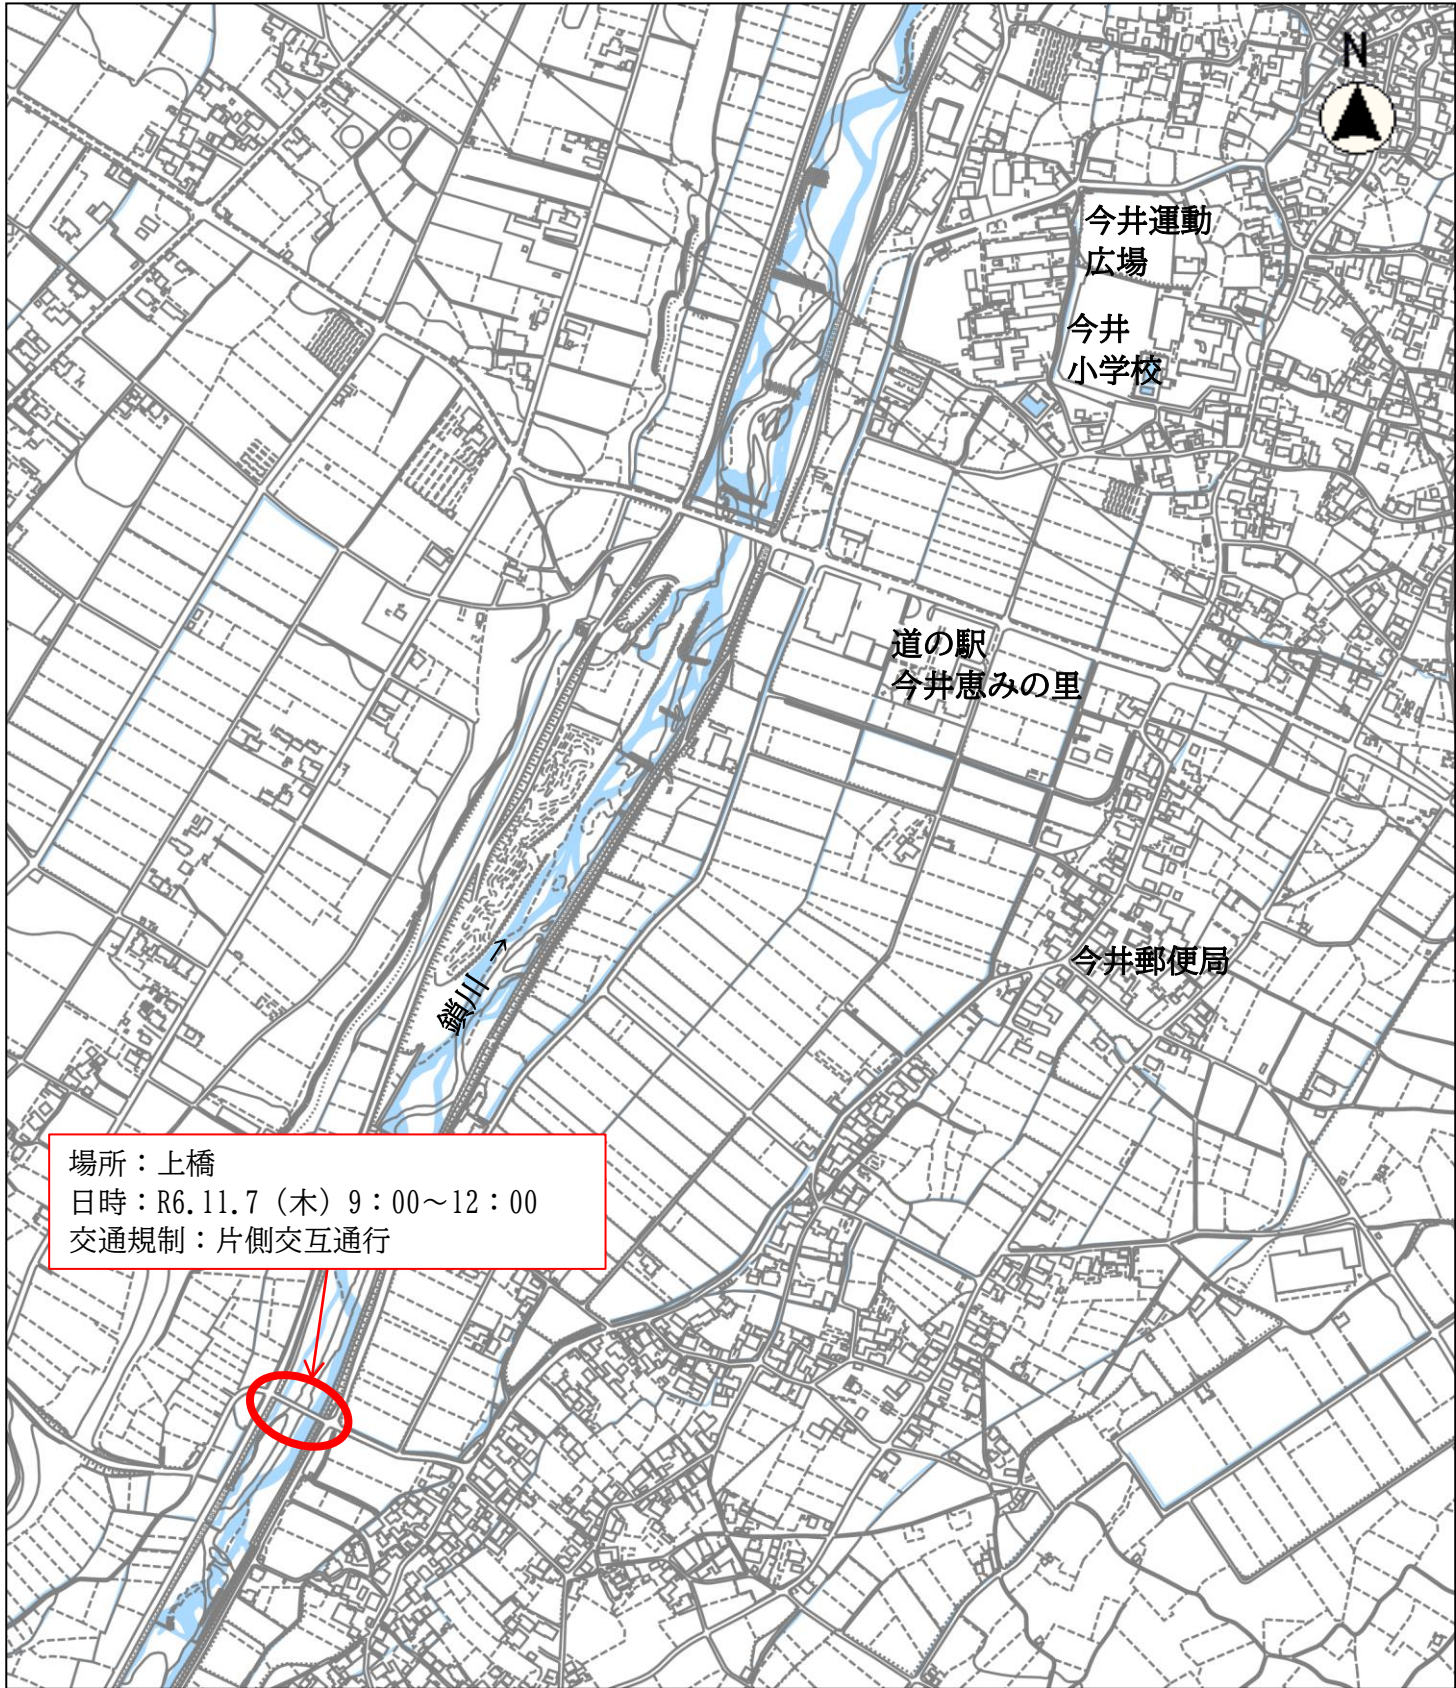 N
今井運動
広場
今井
小学校
道の駅
今井恵みの里
今井郵便局
鎖川 →
場所：上橋
日時：R6.11.7（木）9：00～12：00
交通規制：片側交互通行